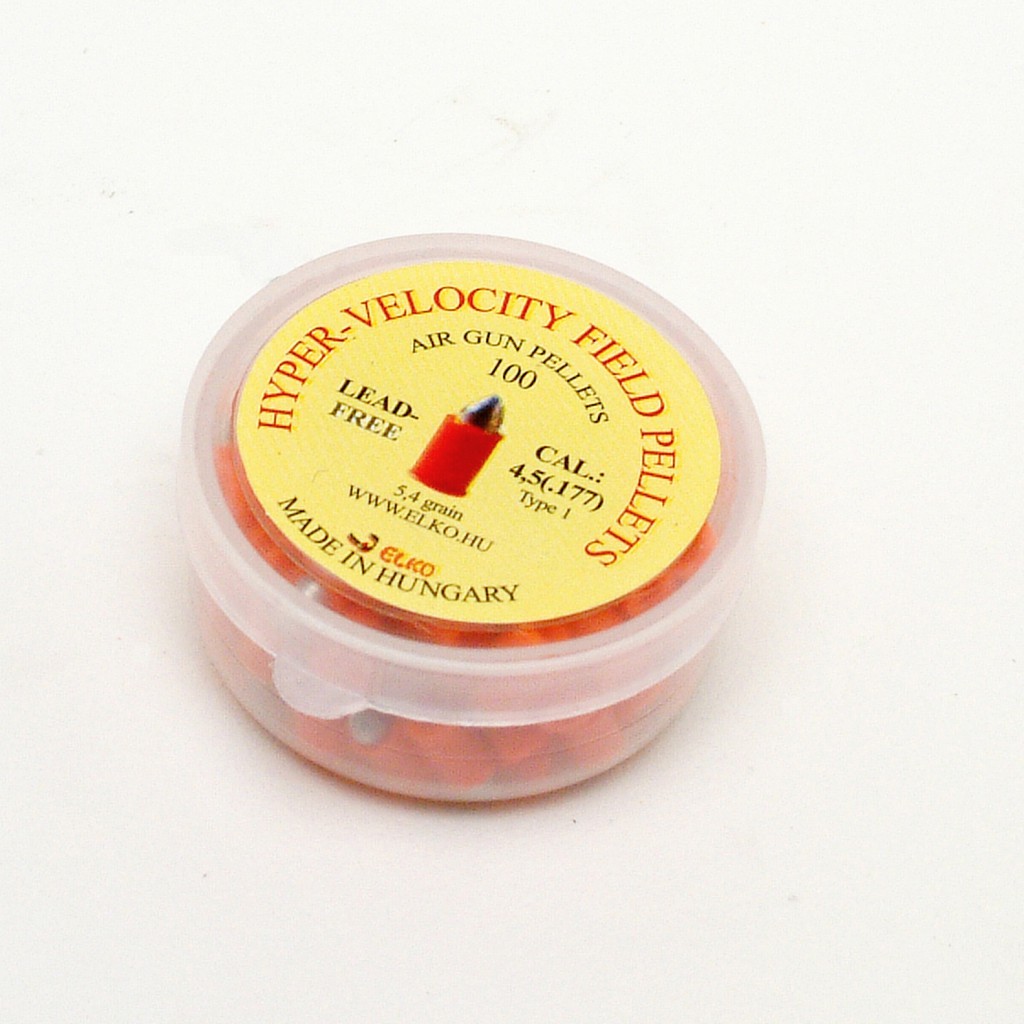 HYPER-VELOCITY FIELD PELLETS
AIR GUN PELLETS
100
LEAD-
FREE
CAL.:
4,5(.177)
Type 1
5,4 grain
WWW.ELKO.HU
ELKO
MADE IN HUNGARY